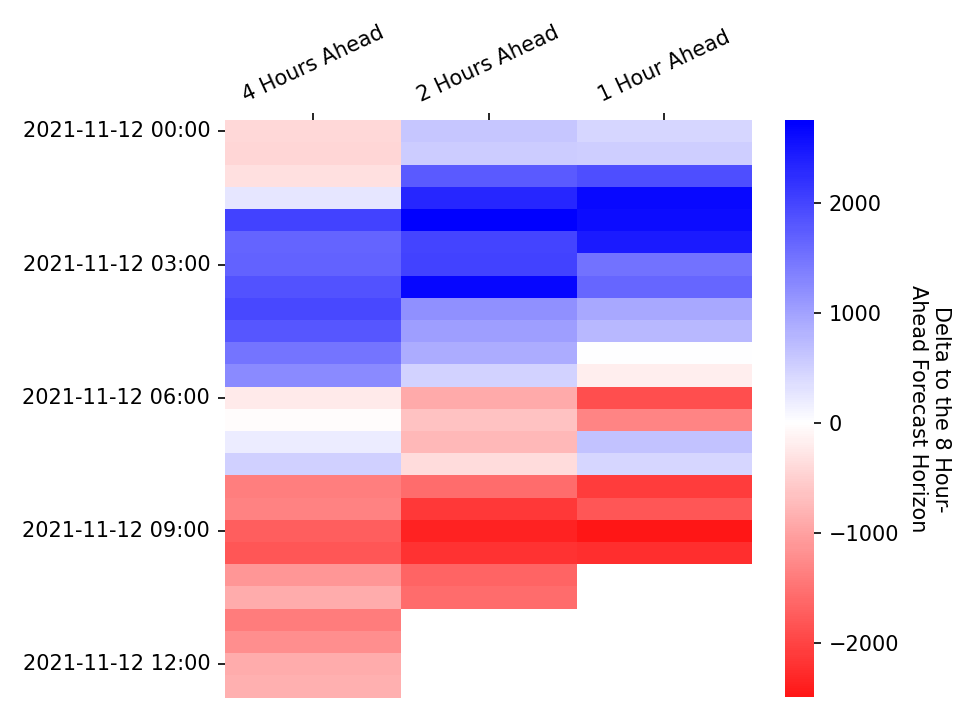 4 Hours Ahead
2 Hours Ahead
1 Hour Ahead
2021-11-12 00:00
2021-11-12 03:00
2021-11-12 06:00
2021-11-12 09:00
2021-11-12 12:00
2000
1000
0
−1000
−2000
Delta to the 8 Hour-
Ahead Forecast Horizon